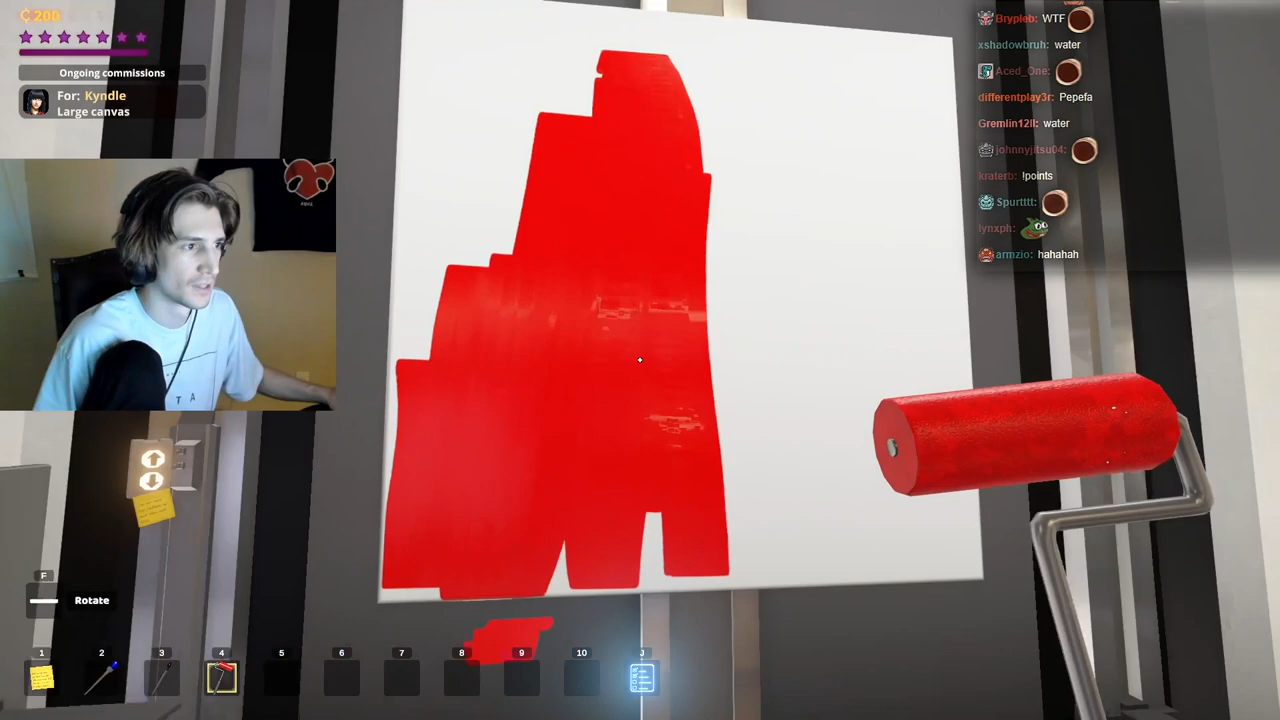 200
Ongoing commissions
For: Kyndle
Large canvas
Brypleb: WTF
xshadowbruh: water
Aced_One:
differentplay3r: Pepefa
Gremlin12ll: water
johnnyjitsu04:
kraterb: !points
Spurtttt:
lynxph:
armzio: hahahah
T A
F
Rotate
1 2 3 4 5 6 7 8 9 10 J